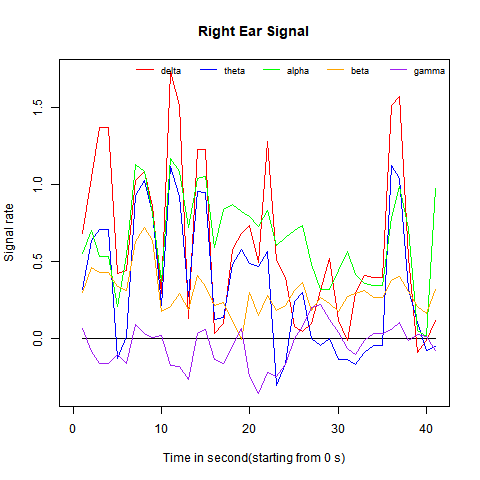 Right Ear Signal
delta theta alpha beta gamma
Signal rate
0.0 0.5 1.0 1.5
0 10 20 30 40
Time in second(starting from 0 s)